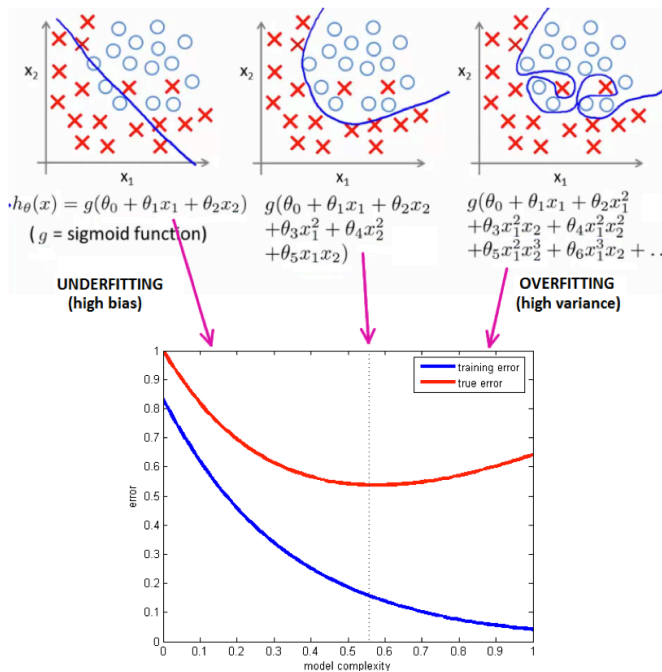 x₂
x₁
x₂
x₂
x₁
.h_θ(x) = g(θ₀ + θ₁x₁ + θ₂x₂)
( g = sigmoid function)
g(θ₀ + θ₁x₁ + θ₂x₂
+θ₃x₁² + θ₄x₂²
+θ₅x₁x₂)
g(θ₀ + θ₁x₁ + θ₂x₁²
+θ₃x₁²x₂ + θ₄x₁²x₂²
+θ₅x₁²x₂³ + θ₆x₁³x₂ + ..
UNDERFITTING
(high bias)
OVERFITTING
(high variance)
training error
true error
1
0.9
0.8
0.7
0.6
0.5
0.4
0.3
0.2
0.1
0
error
0 0.1 0.2 0.3 0.4 0.5 0.6 0.7 0.8 0.9 1
model complexity